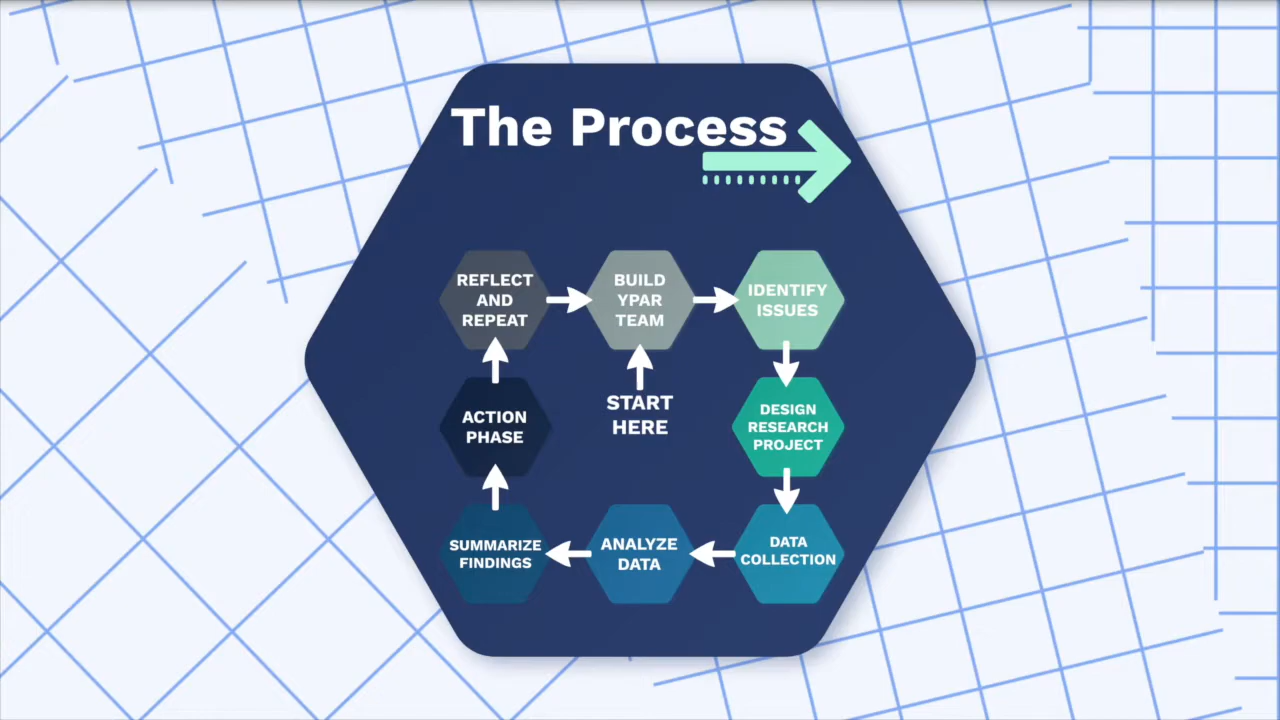 The Process
REFLECT
AND
REPEAT
BUILD
YPAR
TEAM
IDENTIFY
ISSUES
ACTION
PHASE
START
HERE
DESIGN
RESEARCH
PROJECT
SUMMARIZE
FINDINGS
ANALYZE
DATA
DATA
COLLECTION